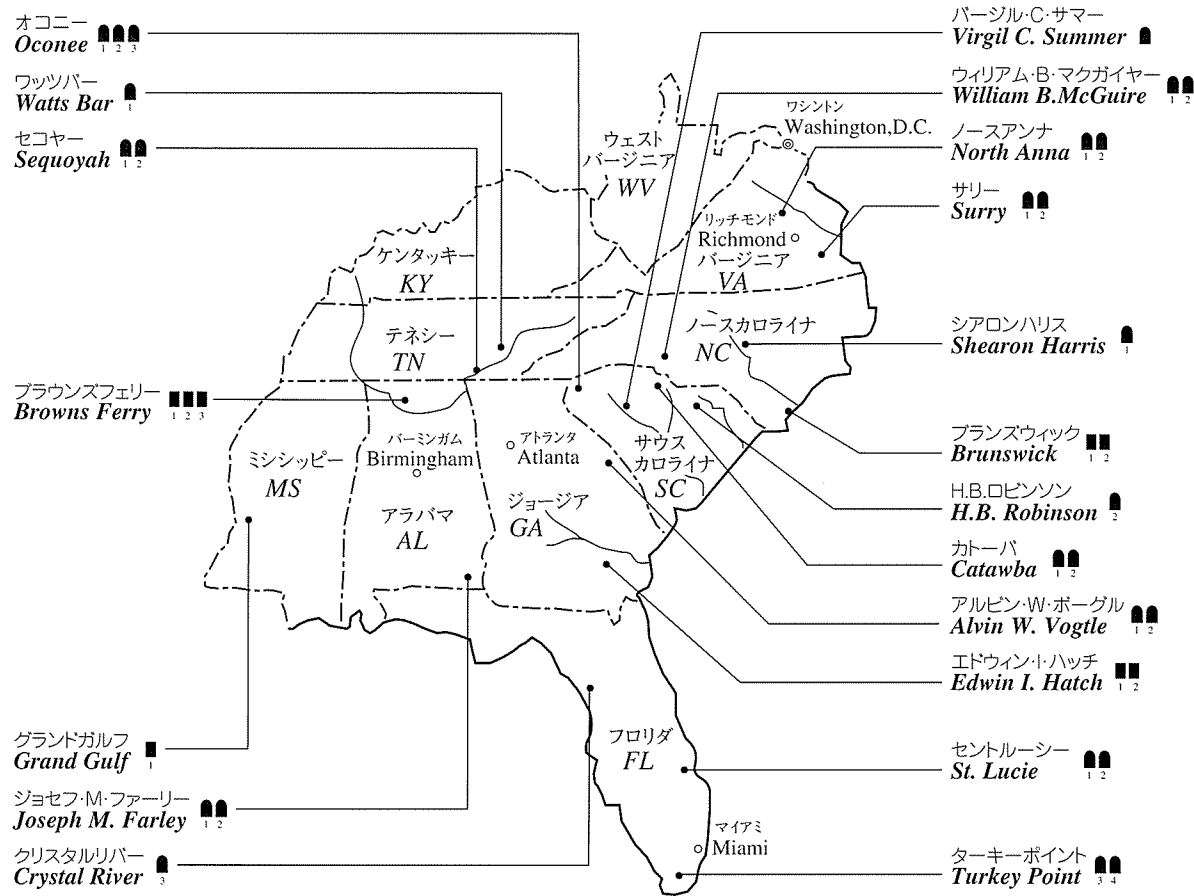 オコニー
Oconee
1 2 3
ワッツバー
Watts Bar
1
セコヤー
Sequoyah
1 2
ブラウンズフェリー
Browns Ferry
1 2 3
グランドガルフ
Grand Gulf
1
ジョセフ·M·ファーリー
Joseph M. Farley
1 2
クリスタルリバー
Crystal River
3
ウェスト
バージニア
WV
ワシントン
Washington,D.C.
リッチモンド
Richmond
バージニア
VA
ケンタッキー
KY
テネシー
TN
ノースカロライナ
NC
ミシシッピー
MS
バーミンガム
Birmingham
アラバマ
AL
アトランタ
Atlanta
ジョージア
GA
サウス
カロライナ
SC
フロリダ
FL
マイアミ
Miami
バージル·C·サマー
Virgil C. Summer
ウィリアム·B·マクガイヤー
William B.McGuire
1 2
ノースアンナ
North Anna
1 2
サリー
Surry
1 2
シアロンハリス
Shearon Harris
1
ブランズウィック
Brunswick
1 2
H.B.ロビンソン
H.B. Robinson
2
カトーバ
Catawba
1 2
アルビン·W·ボーグル
Alvin W. Vogtle
1 2
エドウィン·I·ハッチ
Edwin I. Hatch
1 2
セントルーシー
St. Lucie
1 2
ターキーポイント
Turkey Point
3 4